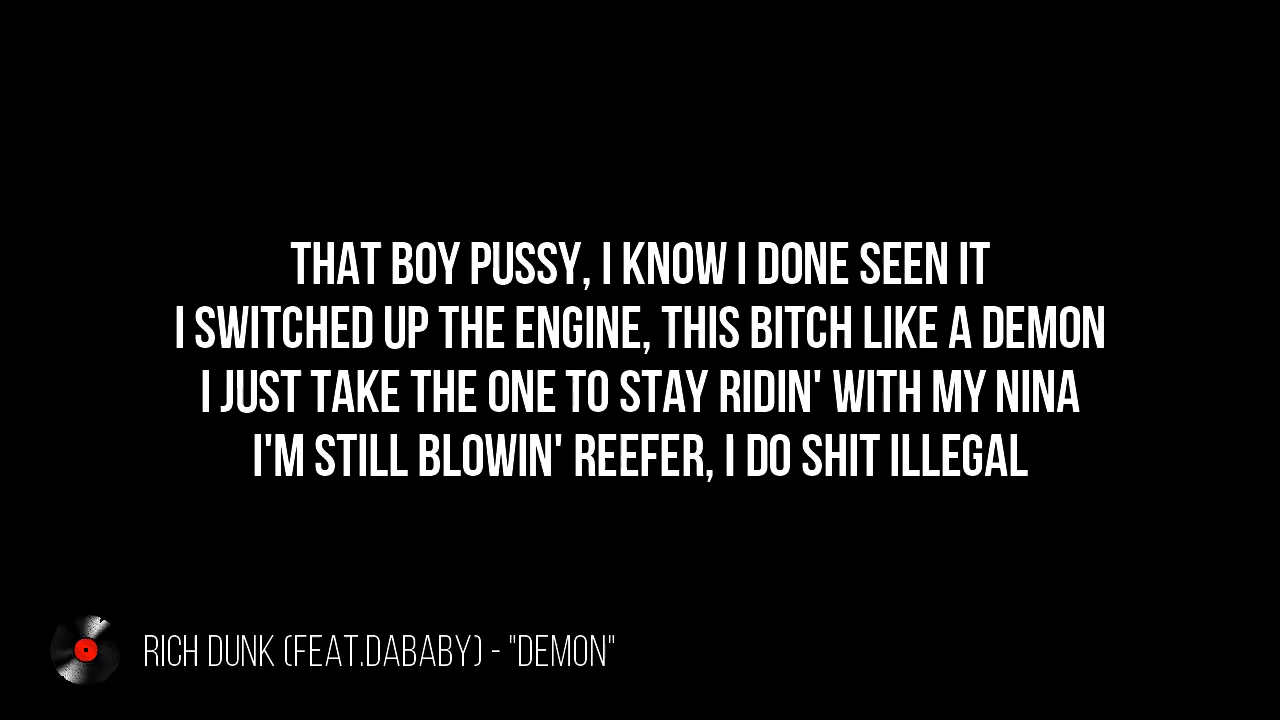 THAT BOY PUSSY, I KNOW I DONE SEEN IT
I SWITCHED UP THE ENGINE, THIS BITCH LIKE A DEMON
I JUST TAKE THE ONE TO STAY RIDIN' WITH MY NINA
I'M STILL BLOWIN' REEFER, I DO SHIT ILLEGAL
RICH DUNK (FEAT.DABABY) - "DEMON"